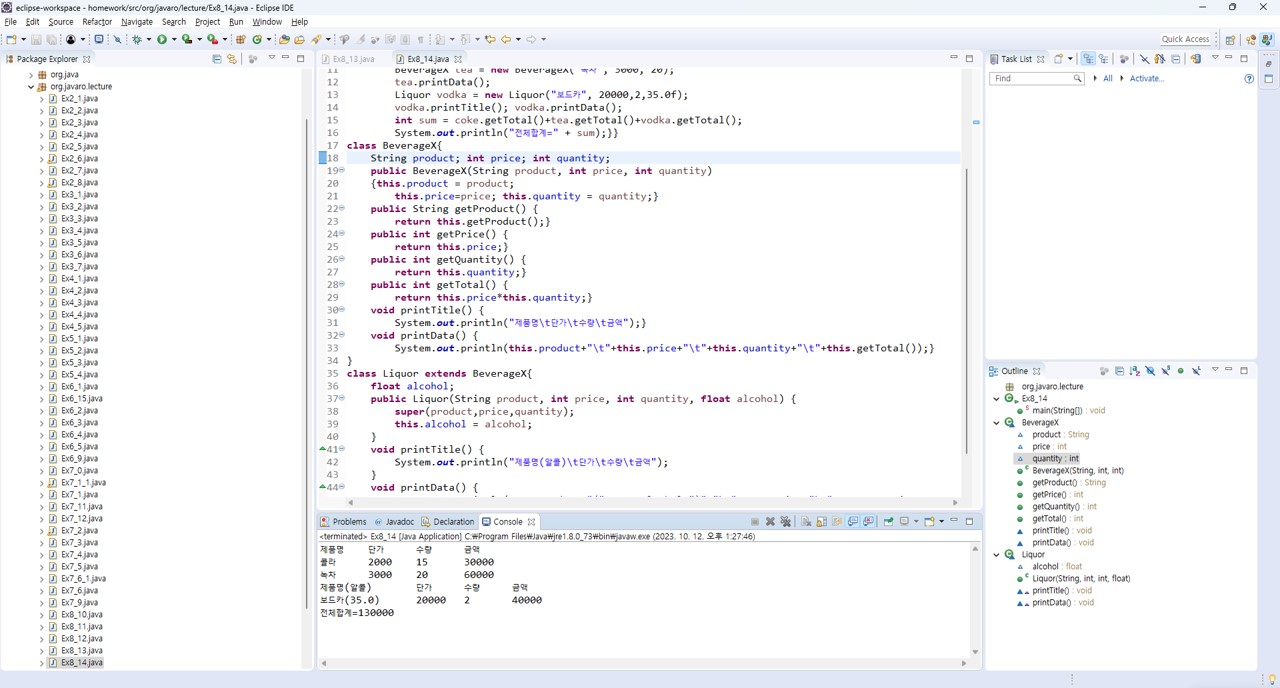 eclipse-workspace - homework/src/org/javaro/lecture/Ex8_14.java - Eclipse IDE
File Edit Source Refactor Navigate Search Project Run Window Help
Quick Access
Package Explorer
org.java
org.javaro.lecture
Ex2_1.java
Ex2_2.java
Ex2_3.java
Ex2_4.java
Ex2_5.java
Ex2_6.java
Ex2_7.java
Ex2_8.java
Ex3_1.java
Ex3_2.java
Ex3_3.java
Ex3_4.java
Ex3_5.java
Ex3_6.java
Ex3_7.java
Ex4_1.java
Ex4_2.java
Ex4_3.java
Ex4_4.java
Ex4_5.java
Ex5_1.java
Ex5_2.java
Ex5_3.java
Ex5_4.java
Ex6_1.java
Ex6_15.java
Ex6_2.java
Ex6_3.java
Ex6_4.java
Ex6_5.java
Ex6_9.java
Ex7_0.java
Ex7_1_1.java
Ex7_1.java
Ex7_11.java
Ex7_12.java
Ex7_2.java
Ex7_3.java
Ex7_4.java
Ex7_5.java
Ex7_6_1.java
Ex7_6.java
Ex7_9.java
Ex8_10.java
Ex8_11.java
Ex8_12.java
Ex8_13.java
Ex8_14.java
Ex8_13.java Ex8_14.java
11 BeverageX tea = new BeverageX("녹차", 3000, 20);
12 tea.printData();
13 Liquor vodka = new Liquor("보드카", 20000,2,35.0f);
14 vodka.printTitle(); vodka.printData();
15 int sum = coke.getTotal()+tea.getTotal()+vodka.getTotal();
16 System.out.println("전체합계=" + sum);}}
17 class BeverageX{
18 String product; int price; int quantity;
19 public BeverageX(String product, int price, int quantity)
20 {this.product = product;
21 this.price=price; this.quantity = quantity;}
22 public String getProduct() {
23 return this.getProduct();}
24 public int getPrice() {
25 return this.price;}
26 public int getQuantity() {
27 return this.quantity;}
28 public int getTotal() {
29 return this.price*this.quantity;}
30 void printTitle() {
31 System.out.println("제품명\t단가\t수량\t금액");}
32 void printData() {
33 System.out.println(this.product+"\t"+this.price+"\t"+this.quantity+"\t"+this.getTotal());}
34 }
35 class Liquor extends BeverageX{
36 float alcohol;
37 public Liquor(String product, int price, int quantity, float alcohol) {
38 super(product,price,quantity);
39 this.alcohol = alcohol;
40 }
41 void printTitle() {
42 System.out.println("제품명(알콜)\t단가\t수량\t금액");
43 }
44 void printData() {
Problems Javadoc Declaration Console
<terminated> Ex8_14 [Java Application] C:₩Program Files₩Java₩jre1.8.0_73₩bin₩javaw.exe (2023. 10. 12. 오후 1:27:46)
제품명 단가 수량 금액
콜라 2000 15 30000
녹차 3000 20 60000
제품명(알콜) 단가 수량 금액
보드카(35.0) 20000 2 40000
전체합계=130000
Task List
Find All Activate...
Outline
org.javaro.lecture
Ex8_14
main(String[]) : void
BeverageX
product : String
price : int
quantity : int
BeverageX(String, int, int)
getProduct() : String
getPrice() : int
getQuantity() : int
getTotal() : int
printTitle() : void
printData() : void
Liquor
alcohol : float
Liquor(String, int, int, float)
printTitle() : void
printData() : void